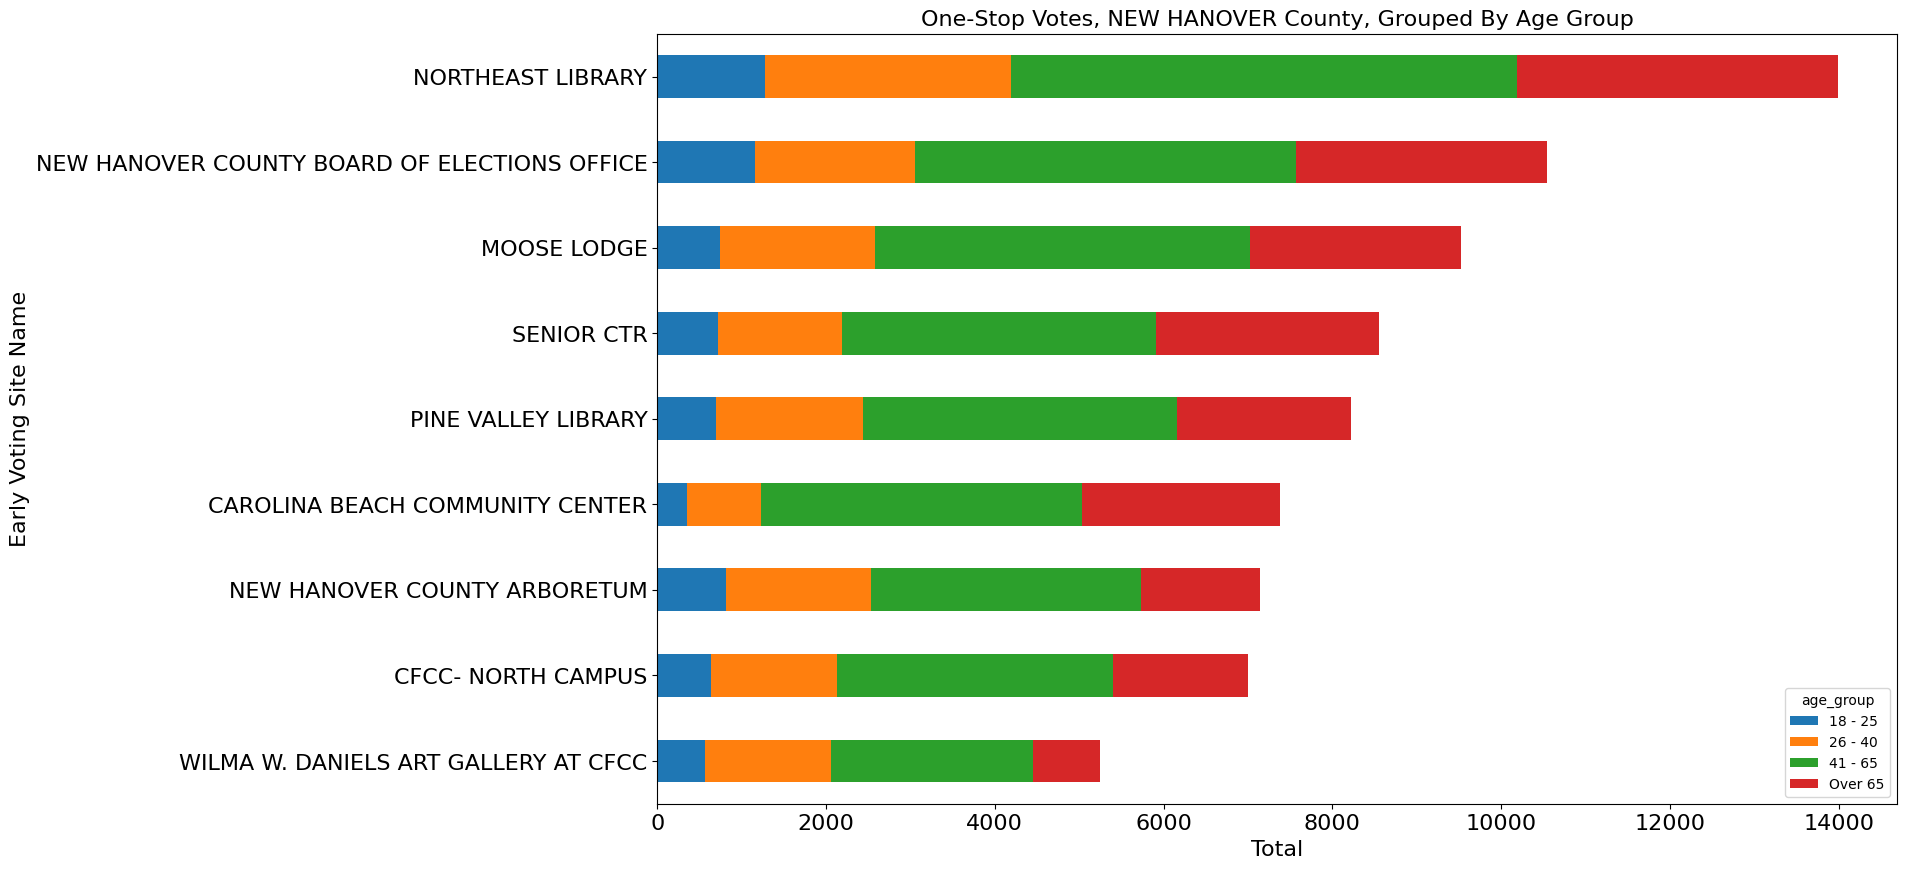 One-Stop Votes, NEW HANOVER County, Grouped By Age Group
Early Voting Site Name
NORTHEAST LIBRARY
NEW HANOVER COUNTY BOARD OF ELECTIONS OFFICE
MOOSE LODGE
SENIOR CTR
PINE VALLEY LIBRARY
CAROLINA BEACH COMMUNITY CENTER
NEW HANOVER COUNTY ARBORETUM
CFCC- NORTH CAMPUS
WILMA W. DANIELS ART GALLERY AT CFCC
age_group
18 - 25
26 - 40
41 - 65
Over 65
0 2000 4000 6000 8000 10000 12000 14000
Total